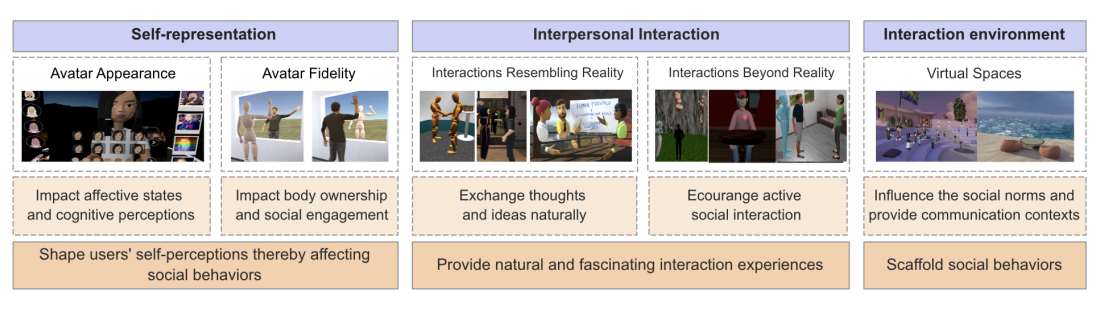 Self-representation
Interpersonal Interaction
Interaction environment
Avatar Appearance
Avatar Fidelity
Interactions Resembling Reality
Interactions Beyond Reality
Virtual Spaces
Impact affective states
and cognitive perceptions
Impact body ownership
and social engagement
Exchange thoughts
and ideas naturally
Ecourange active
social interaction
Influence the social norms and
provide communication contexts
Shape users' self-perceptions thereby affecting
social behaviors
Provide natural and fascinating interaction experiences
Scaffold social behaviors